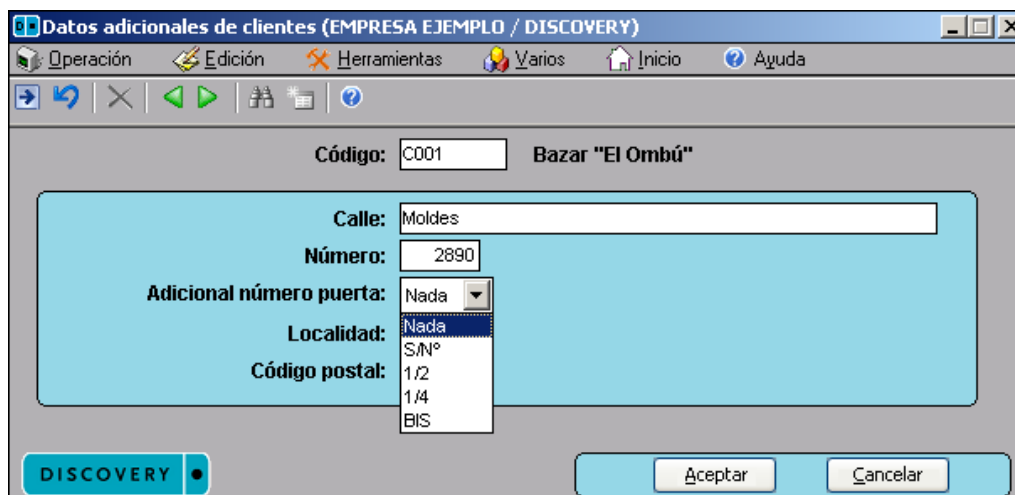 Datos adicionales de clientes (EMPRESA EJEMPLO / DISCOVERY)
Operación Edición Herramientas Varios Inicio Ayuda
Código: C001 Bazar "El Ombú"
Calle: Moldes
Número: 2890
Adicional número puerta: Nada
Nada
Localidad:
S/Nº
Código postal:
1/2
1/4
BIS
DISCOVERY
Aceptar Cancelar